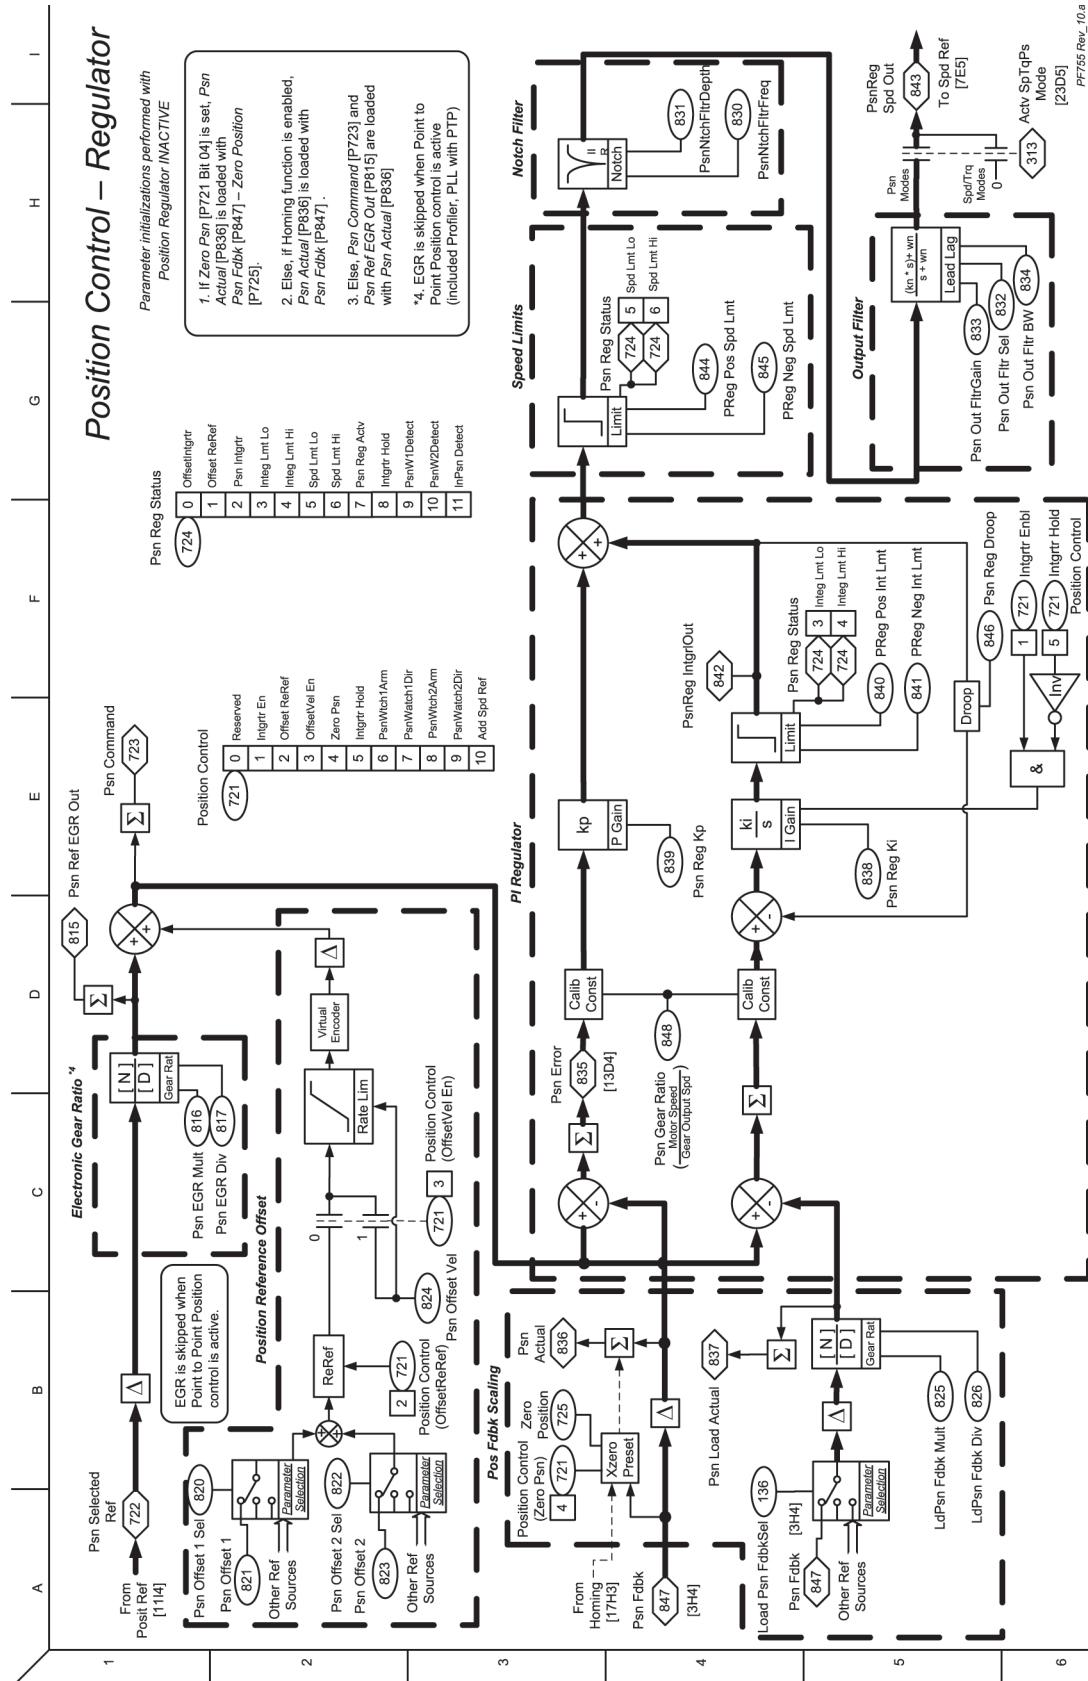 A
B
C
D
E
F
G
H
I
1
2
3
4
5
6
Position Control – Regulator
Parameter initializations performed with
Position Regulator INACTIVE
1. If Zero Psn [P721 Bit 04] is set, Psn
Actual [P836] is loaded with
Psn Fdbk [P847] – Zero Position
[P725].
2. Else, if Homing function is enabled,
Psn Actual [P836] is loaded with
Psn Fdbk [P847] .
3. Else, Psn Command [P723] and
Psn Ref EGR Out [P815] are loaded
with Psn Actual [P836]
*4. EGR is skipped when Point to
Point Position control is active
(included Profiler, PLL with PTP)
Psn Reg Status
724
0 OffsetIntgrtr
1 Offset ReRef
2 Psn Intgrtr
3 Integ Lmt Lo
4 Integ Lmt Hi
5 Spd Lmt Lo
6 Spd Lmt Hi
7 Psn Reg Actv
8 Intgrtr Hold
9 PsnW1Detect
10 PsnW2Detect
11 InPsn Detect
Position Control
721
0 Reserved
1 Intgrtr En
2 Offset ReRef
3 OffsetVel En
4 Zero Psn
5 Intgrtr Hold
6 PsnWtch1Arm
7 PsnWatch1Dir
8 PsnWtch2Arm
9 PsnWatch2Dir
10 Add Spd Ref
Psn Selected
Ref
722
From
Posit Ref
[11I4]
Δ
EGR is skipped when
Point to Point Position
control is active.
Electronic Gear Ratio *4
[ N ]
[ D ]
Gear Rat
816
Psn EGR Mult
817
Psn EGR Div
Σ
815
Psn Ref EGR Out
+
+
Σ
723
Psn Command
Position Reference Offset
Psn Offset 1 Sel
820
Psn Offset 1
821
Other Ref
Sources
Parameter
Selection
Psn Offset 2 Sel
822
Psn Offset 2
823
Other Ref
Sources
Parameter
Selection
+
+
ReRef
2
721
Position Control
(OffsetReRef)
0
1
824
Psn Offset Vel
721
3
Position Control
(OffsetVel En)
Rate Lim
Virtual
Encoder
Δ
Pos Fdbk Scaling
Position Control
(Zero Psn)
4
721
Zero
Position
725
Xzero
Preset
From
Homing
[17H3]
Psn Fdbk
847
[3H4]
Δ
Σ
Psn
Actual
836
Psn Load Actual
837
Σ
Load Psn FdbkSel
136
Psn Fdbk
[3H4]
847
Other Ref
Sources
Parameter
Selection
Δ
[ N ]
[ D ]
Gear Rat
825
LdPsn Fdbk Mult
826
LdPsn Fdbk Div
PI Regulator
+
-
Σ
Psn Error
835
[13D4]
Calib
Const
Psn Gear Ratio
( Motor Speed
Gear Output Spd )
848
+
-
Σ
Calib
Const
+
-
kp
P Gain
839
Psn Reg Kp
ki
s
I Gain
838
Psn Reg Ki
Limit
PsnReg IntgrlOut
842
Psn Reg Status
724 3 Integ Lmt Lo
724 4 Integ Lmt Hi
840
PReg Pos Int Lmt
841
PReg Neg Int Lmt
+
+
Droop
846
Psn Reg Droop
&
Inv
1 721 Intgrtr Enbl
5 721 Intgrtr Hold
Position Control
Speed Limits
Limit
Psn Reg Status
724 5 Spd Lmt Lo
724 6 Spd Lmt Hi
844
PReg Pos Spd Lmt
845
PReg Neg Spd Lmt
Notch Filter
II
R
Notch
831
PsnNtchFltrDepth
830
PsnNtchFltrFreq
Output Filter
(kn * s)+ wn
s + wn
Lead Lag
833
Psn Out FltrGain
832
Psn Out Fltr Sel
834
Psn Out Fltr BW
Psn
Modes
Spd/Trq
Modes
0
PsnReg
Spd Out
843
To Spd Ref
[7E5]
313
Actv SpTqPs
Mode
[23D5]
PF755 Rev_10.a